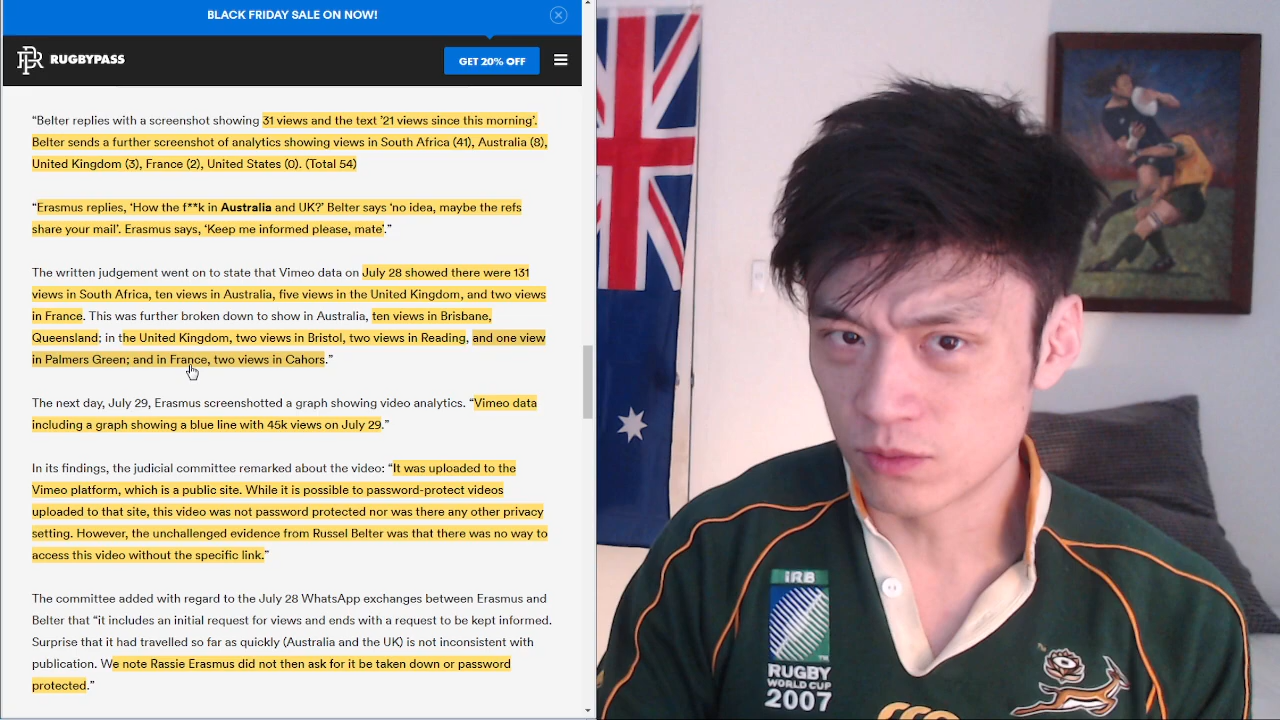 BLACK FRIDAY SALE ON NOW!
RUGBYPASS
GET 20% OFF
“Belter replies with a screenshot showing 31 views and the text ’21 views since this morning’.
Belter sends a further screenshot of analytics showing views in South Africa (41), Australia (8),
United Kingdom (3), France (2), United States (0). (Total 54)
“Erasmus replies, ‘How the f**k in Australia and UK?’ Belter says ‘no idea, maybe the refs
share your mail’. Erasmus says, ‘Keep me informed please, mate’.”
The written judgement went on to state that Vimeo data on July 28 showed there were 131
views in South Africa, ten views in Australia, five views in the United Kingdom, and two views
in France. This was further broken down to show in Australia, ten views in Brisbane,
Queensland; in the United Kingdom, two views in Bristol, two views in Reading, and one view
in Palmers Green; and in France, two views in Cahors.”
The next day, July 29, Erasmus screenshotted a graph showing video analytics. “Vimeo data
including a graph showing a blue line with 45k views on July 29.”
In its findings, the judicial committee remarked about the video: “It was uploaded to the
Vimeo platform, which is a public site. While it is possible to password-protect videos
uploaded to that site, this video was not password protected nor was there any other privacy
setting. However, the unchallenged evidence from Russel Belter was that there was no way to
access this video without the specific link.”
The committee added with regard to the July 28 WhatsApp exchanges between Erasmus and
Belter that “it includes an initial request for views and ends with a request to be kept informed.
Surprise that it had travelled so far as quickly (Australia and the UK) is not inconsistent with
publication. We note Rassie Erasmus did not then ask for it be taken down or password
protected.”
iRB
RUGBY
WORLD CUP
2007